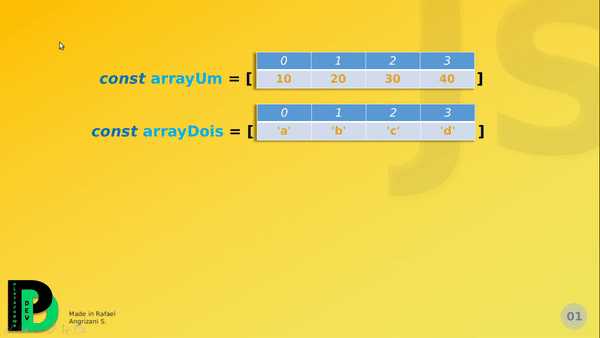 JS
0 1 2 3
const arrayUm = [ 10 20 30 40 ]
0 1 2 3
const arrayDois = [ 'a' 'b' 'c' 'd' ]
PLATAFORMA
DEV
Made in Rafael
Angrizani S.
01